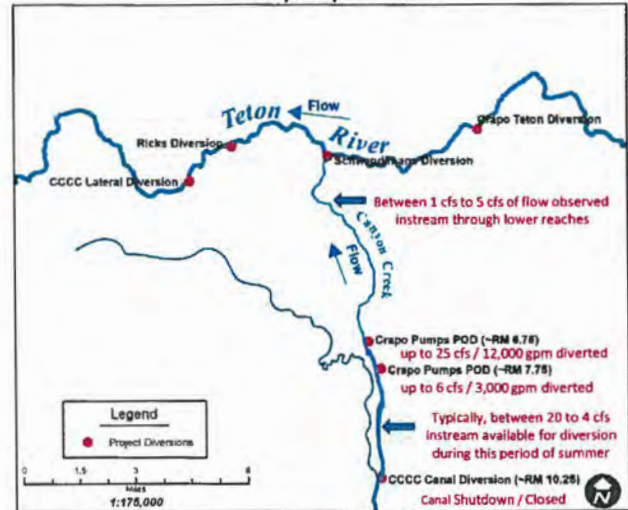 Teton
Flow
River
Crapo Teton Diversion
Ricks Diversion
Schwendimans Diversion
CCCC Lateral Diversion
Between 1 cfs to 5 cfs of flow observed
instream through lower reaches
Canyon Creek
Flow
Crapo Pumps POD (~RM 6.75)
up to 25 cfs / 12,000 gpm diverted
Crapo Pumps POD (~RM 7.75)
up to 6 cfs / 3,000 gpm diverted
Legend
Project Diversions
Typically, between 20 to 4 cfs
instream available for diversion
during this period of summer
0 1.5 3 6
Miles
1:175,000
CCCC Canal Diversion (~RM 10.25)
Canal Shutdown / Closed
N